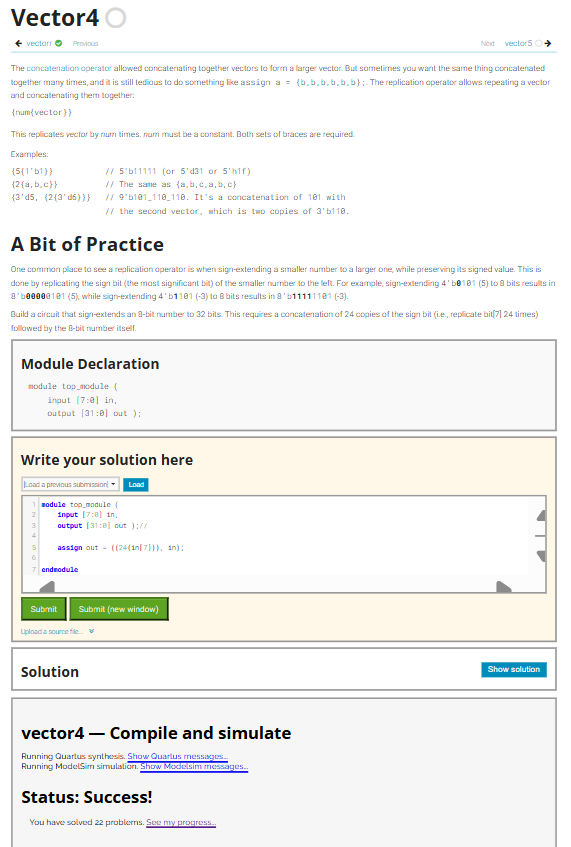 Vector4
vectorr Previous
Next vector5
The concatenation operator allowed concatenating together vectors to form a larger vector. But sometimes you want the same thing concatenated
together many times, and it is still tedious to do something like assign a = {b,b,b,b,b,b};. The replication operator allows repeating a vector
and concatenating them together:
{num{vector}}
This replicates vector by num times. num must be a constant. Both sets of braces are required.
Examples:
{5{1'b1}} // 5'b11111 (or 5'd31 or 5'h1f)
{2{a,b,c}} // The same as {a,b,c,a,b,c}
{3'd5, {2{3'd6}}} // 9'b101_110_110. It's a concatenation of 101 with
// the second vector, which is two copies of 3'b110.
A Bit of Practice
One common place to see a replication operator is when sign-extending a smaller number to a larger one, while preserving its signed value. This is
done by replicating the sign bit (the most significant bit) of the smaller number to the left. For example, sign-extending 4'b0101 (5) to 8 bits results in
8'b00000101 (5), while sign-extending 4'b1101 (-3) to 8 bits results in 8'b11111101 (-3).
Build a circuit that sign-extends an 8-bit number to 32 bits. This requires a concatenation of 24 copies of the sign bit (i.e., replicate bit[7] 24 times)
followed by the 8-bit number itself.
Module Declaration
module top_module (
input [7:0] in,
output [31:0] out );
Write your solution here
[Load a previous submission] Load
1 module top_module (
2 input [7:0] in,
3 output [31:0] out );//
4
5 assign out = {{24{in[7]}}, in};
6
7 endmodule
Submit Submit (new window)
Upload a source file...
Solution Show solution
vector4 — Compile and simulate
Running Quartus synthesis. Show Quartus messages...
Running ModelSim simulation. Show Modelsim messages...
Status: Success!
You have solved 22 problems. See my progress...